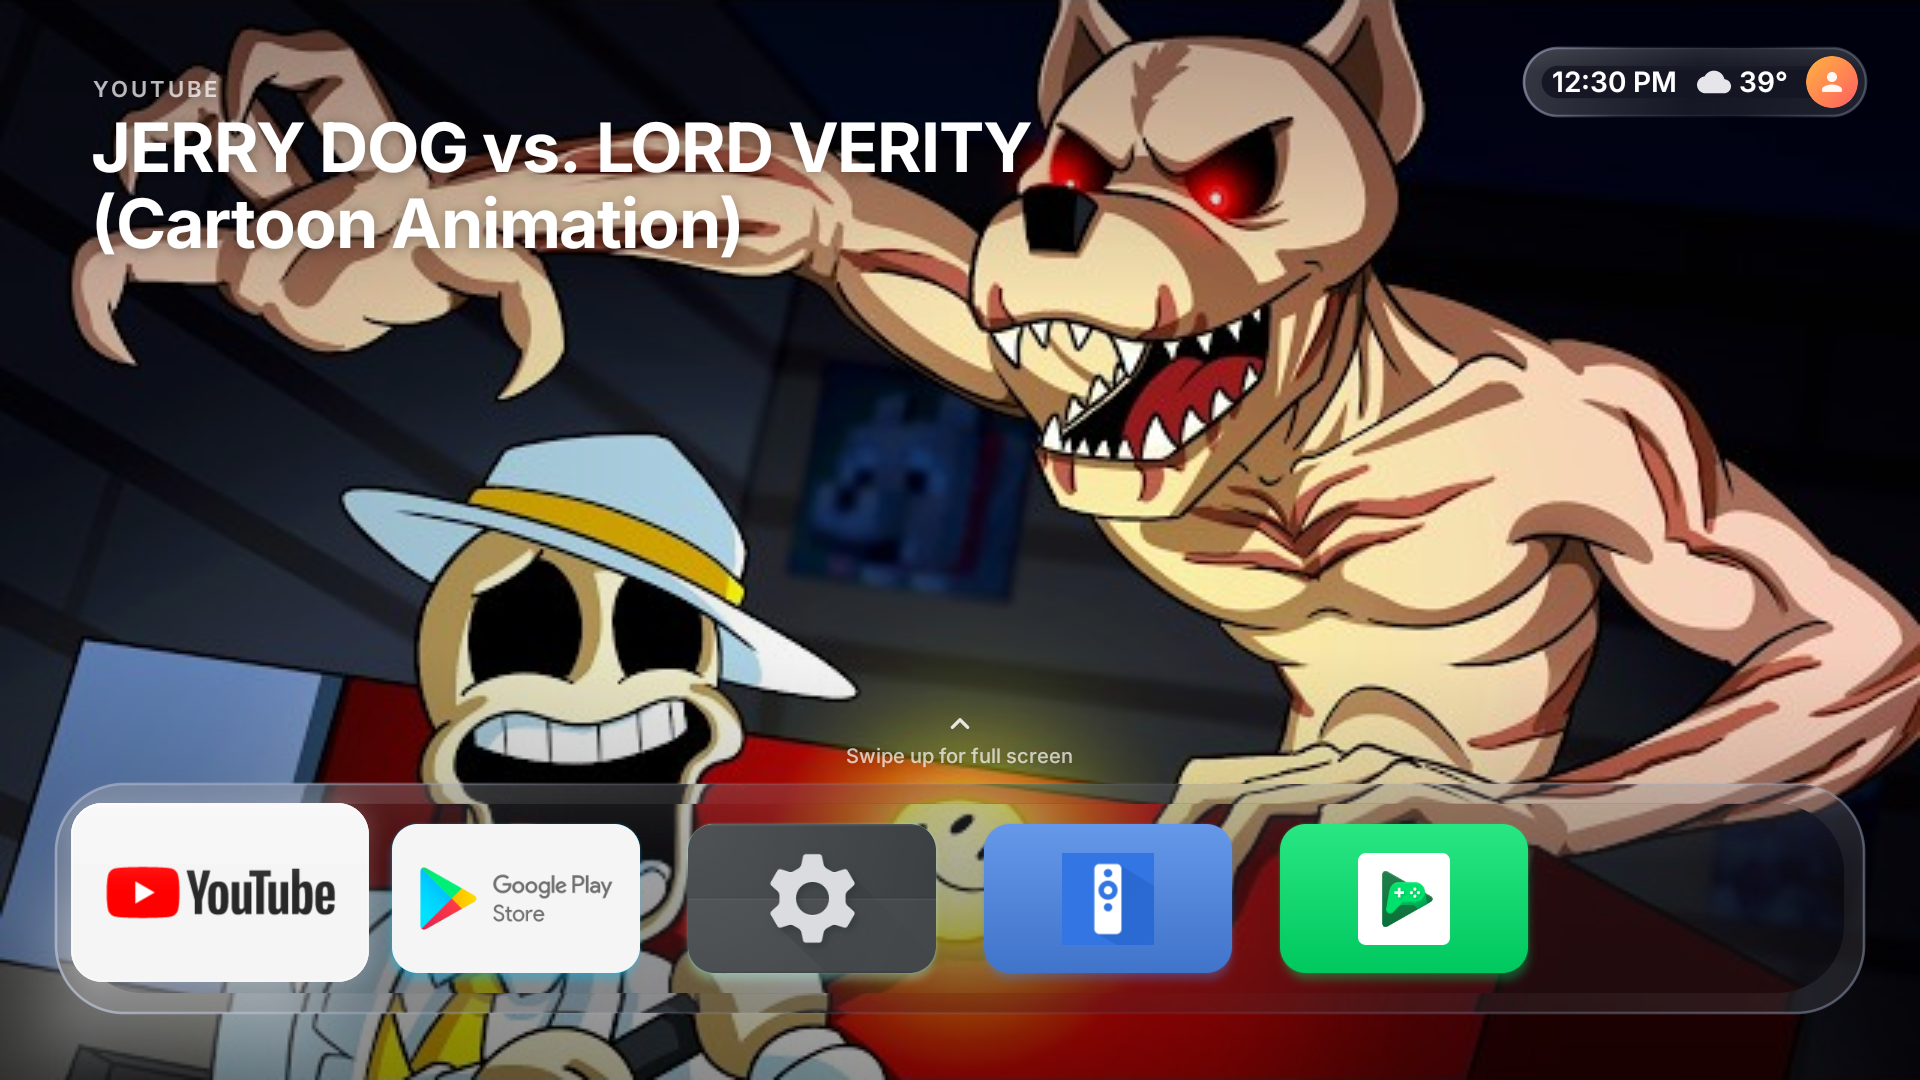 YOUTUBE
JERRY DOG vs. LORD VERITY
(Cartoon Animation)
12:30 PM 39°
Swipe up for full screen
YouTube
Google Play
Store